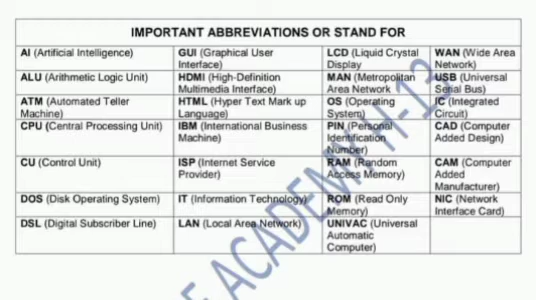 IMPORTANT ABBREVIATIONS OR STAND FOR
AI (Artificial Intelligence)
GUI (Graphical User
Interface)
LCD (Liquid Crystal
Display
WAN (Wide Area
Network)
ALU (Arithmetic Logic Unit)
HDMI (High-Definition
Multimedia Interface)
MAN (Metropolitan
Area Network
USB (Universal
Serial Bus)
ATM (Automated Teller
Machine)
HTML (Hyper Text Mark up
Language)
OS (Operating
System)
IC (Integrated
Circuit)
CPU (Central Processing Unit)
IBM (International Business
Machine)
PIN (Personal
Identification
Number)
CAD (Computer
Added Design)
CU (Control Unit)
ISP (Internet Service
Provider)
RAM (Random
Access Memory)
CAM (Computer
Added
Manufacturer)
DOS (Disk Operating System)
IT (Information Technology)
ROM (Read Only
Memory)
NIC (Network
Interface Card)
DSL (Digital Subscriber Line)
LAN (Local Area Network)
UNIVAC (Universal
Automatic
Computer)